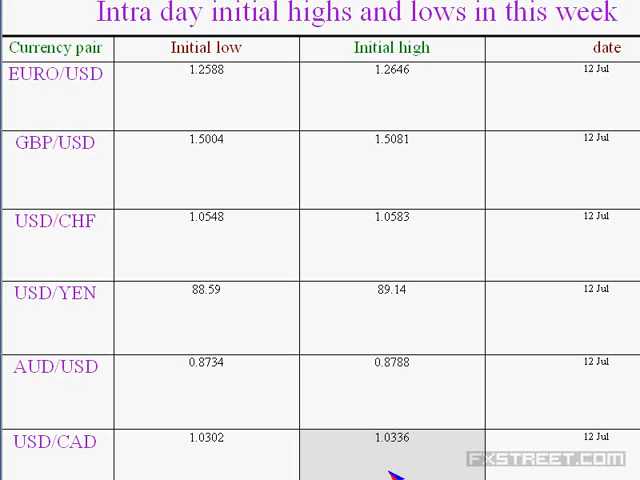 Intra day initial highs and lows in this week
Currency pair Initial low Initial high date
EURO/USD 1.2588 1.2646 12 Jul
GBP/USD 1.5004 1.5081 12 Jul
USD/CHF 1.0548 1.0583 12 Jul
USD/YEN 88.59 89.14 12 Jul
AUD/USD 0.8734 0.8788 12 Jul
USD/CAD 1.0302 1.0336 12 Jul
FXSTREET.COM